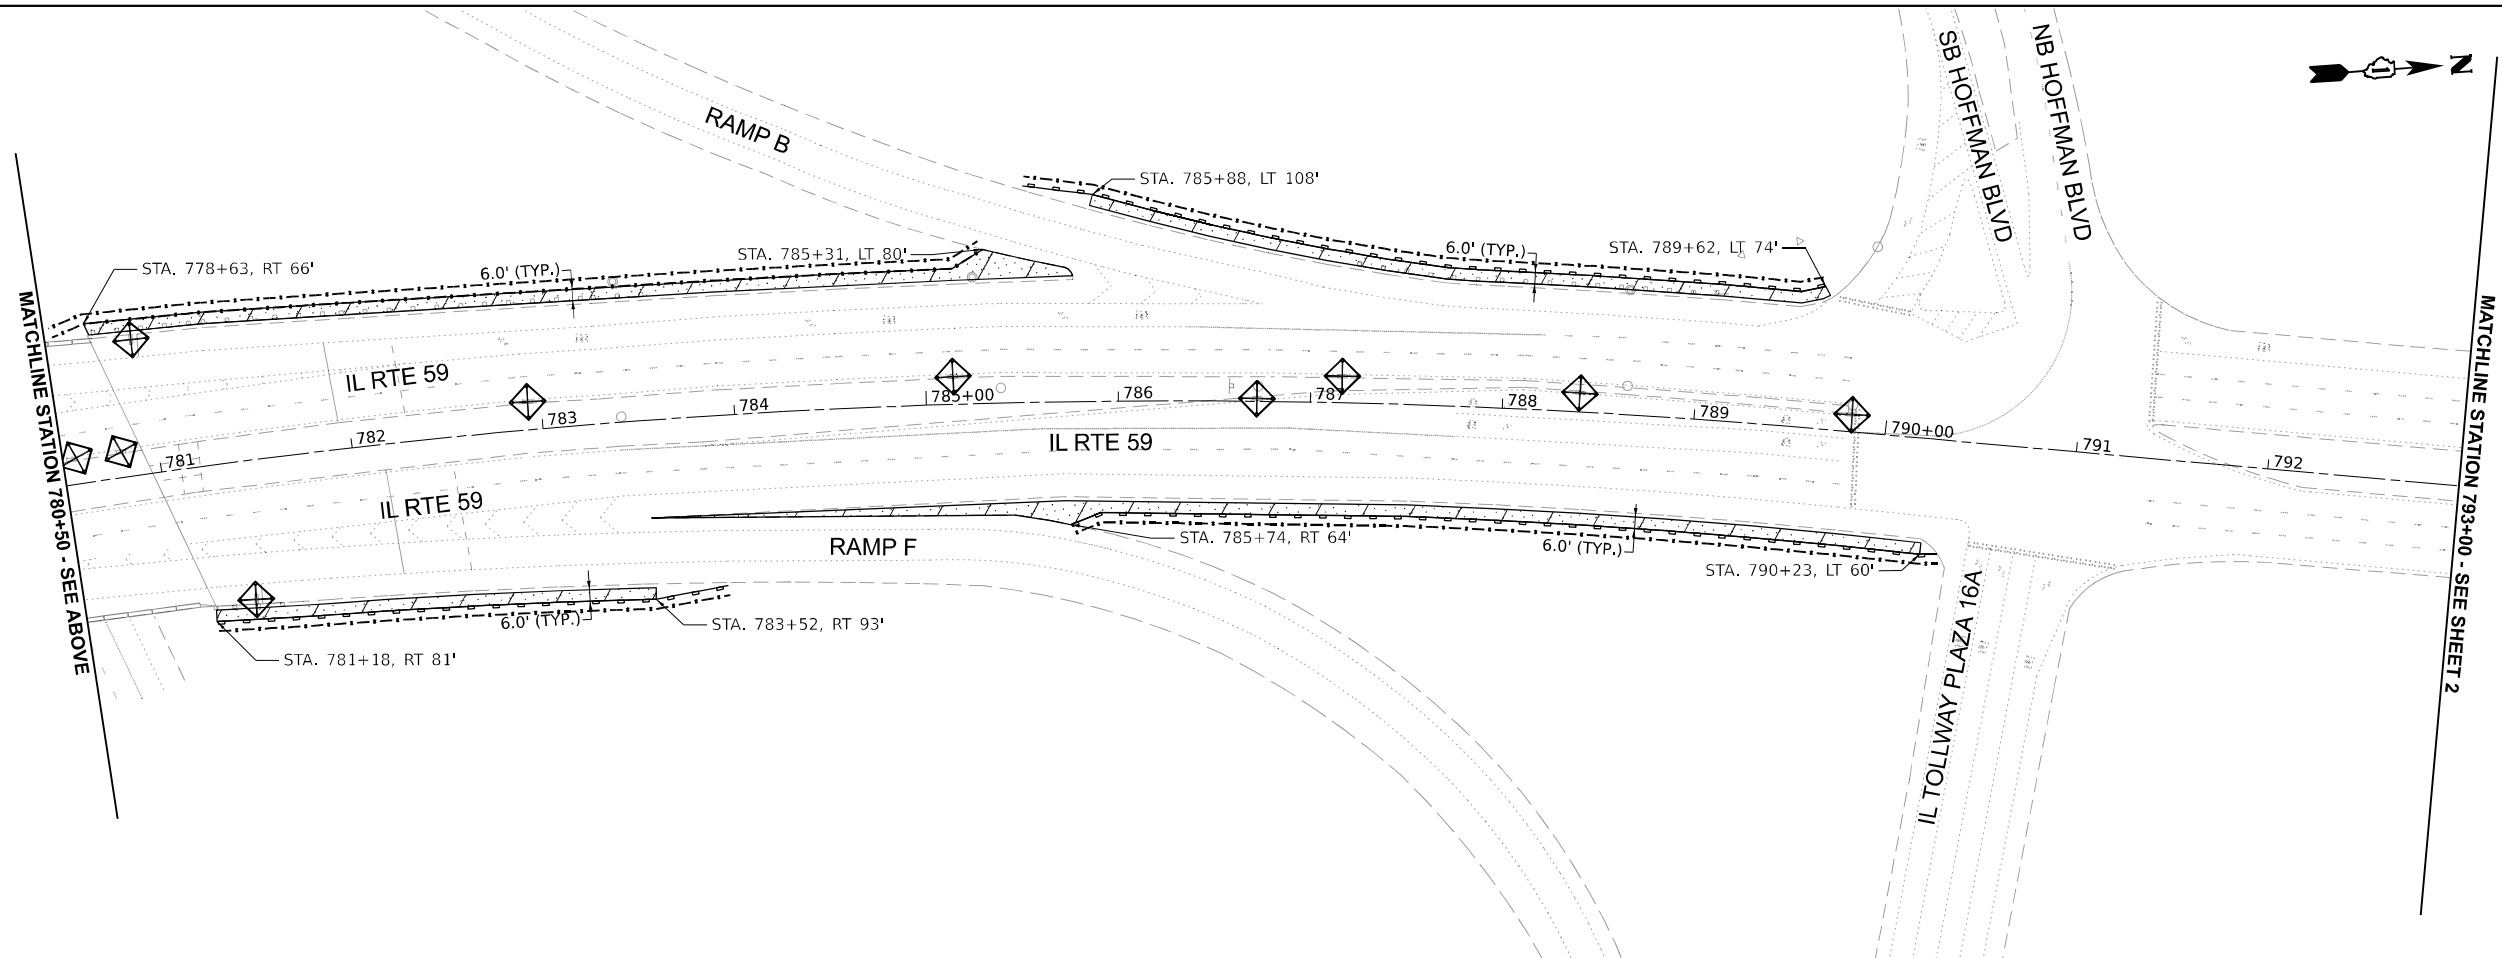 N
SB HOFFMAN BLVD
NB HOFFMAN BLVD
RAMP B
STA. 785+88, LT 108'
STA. 785+31, LT 80'
6.0' (TYP.)
STA. 789+62, LT 74'
STA. 778+63, RT 66'
6.0' (TYP.)
MATCHLINE STATION 780+50 - SEE ABOVE
MATCHLINE STATION 793+00 - SEE SHEET 2
IL RTE 59
781
782
783
784
785+00
786
787
788
789
790+00
791
792
IL RTE 59
IL RTE 59
RAMP F
STA. 785+74, RT 64'
6.0' (TYP.)
STA. 790+23, LT 60'
6.0' (TYP.)
STA. 783+52, RT 93'
STA. 781+18, RT 81'
IL TOLLWAY PLAZA 16A